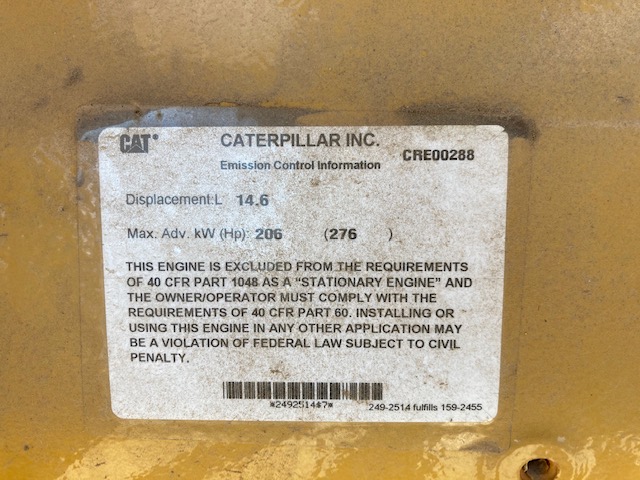 CAT®
CATERPILLAR INC.
Emission Control Information
CRE00288
Displacement:L 14.6
Max. Adv. kW (Hp): 206 (276 )
THIS ENGINE IS EXCLUDED FROM THE REQUIREMENTS
OF 40 CFR PART 1048 AS A "STATIONARY ENGINE" AND
THE OWNER/OPERATOR MUST COMPLY WITH THE
REQUIREMENTS OF 40 CFR PART 60. INSTALLING OR
USING THIS ENGINE IN ANY OTHER APPLICATION MAY
BE A VIOLATION OF FEDERAL LAW SUBJECT TO CIVIL
PENALTY.
*2492514#7*
249-2514 fulfills 159-2455